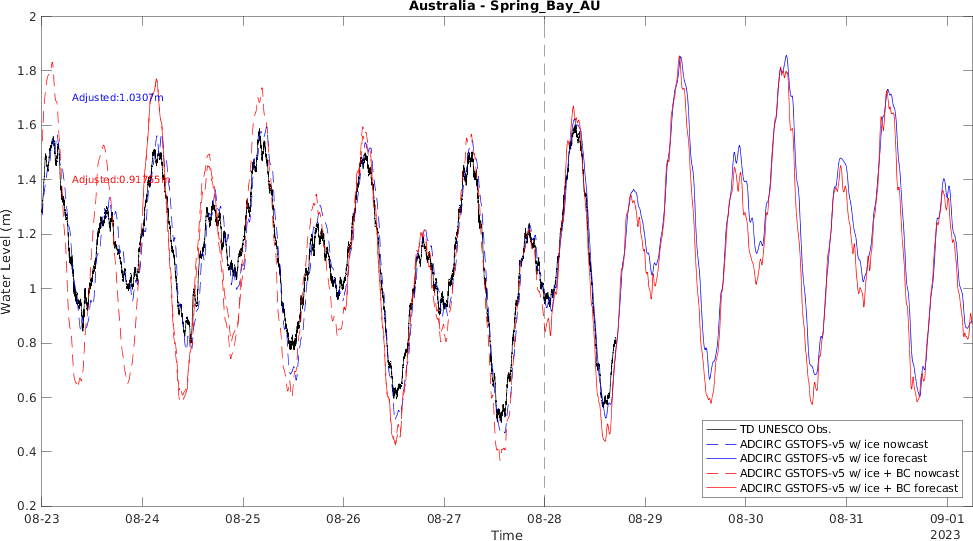 Australia - Spring_Bay_AU
2
1.8
1.6
1.4
1.2
1
0.8
0.6
0.4
0.2
Water Level (m)
Adjusted:1.0307m
TD UNESCO Obs.
ADCIRC GSTOFS-v5 w/ ice nowcast
ADCIRC GSTOFS-v5 w/ ice forecast
ADCIRC GSTOFS-v5 w/ ice + BC nowcast
ADCIRC GSTOFS-v5 w/ ice + BC forecast
08-23 08-24 08-25 08-26 08-27 08-28 08-29 08-30 08-31 09-01
Time
2023